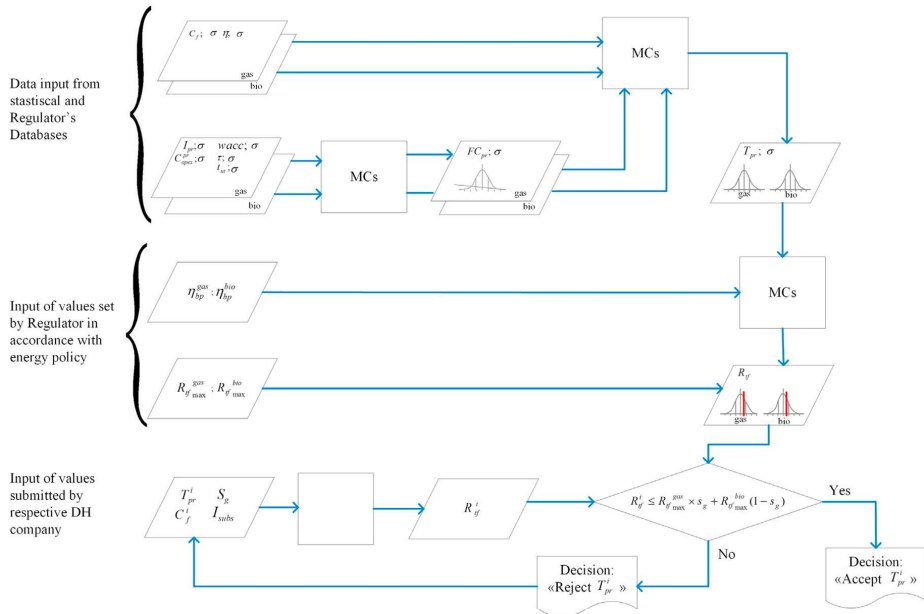 C_f; σ η, σ
gas
bio
MCs
Data input from
stastiscal and
Regulator's
Databases
I_pr;σ wacc; σ
C_spes^pr;σ τ; σ
t_ur;σ
gas
bio
MCs
FC_pr; σ
gas
bio
T_pr; σ
gas bio
Input of values set
by Regulator in
accordance with
energy policy
η_bp^gas ; η_bp^bio
MCs
R_tf max^gas ; R_tf max^bio
R_tf
gas bio
Input of values
submitted by
respective DH
company
T_pr^i S_g
C_f^i I_subs
R_tf^i
R_tf^i ≤ R_tf max^gas × s_g + R_tf max^bio (1 − s_g)
Yes
No
Decision:
«Reject T_pr^i »
Decision:
«Accept T_pr^i »